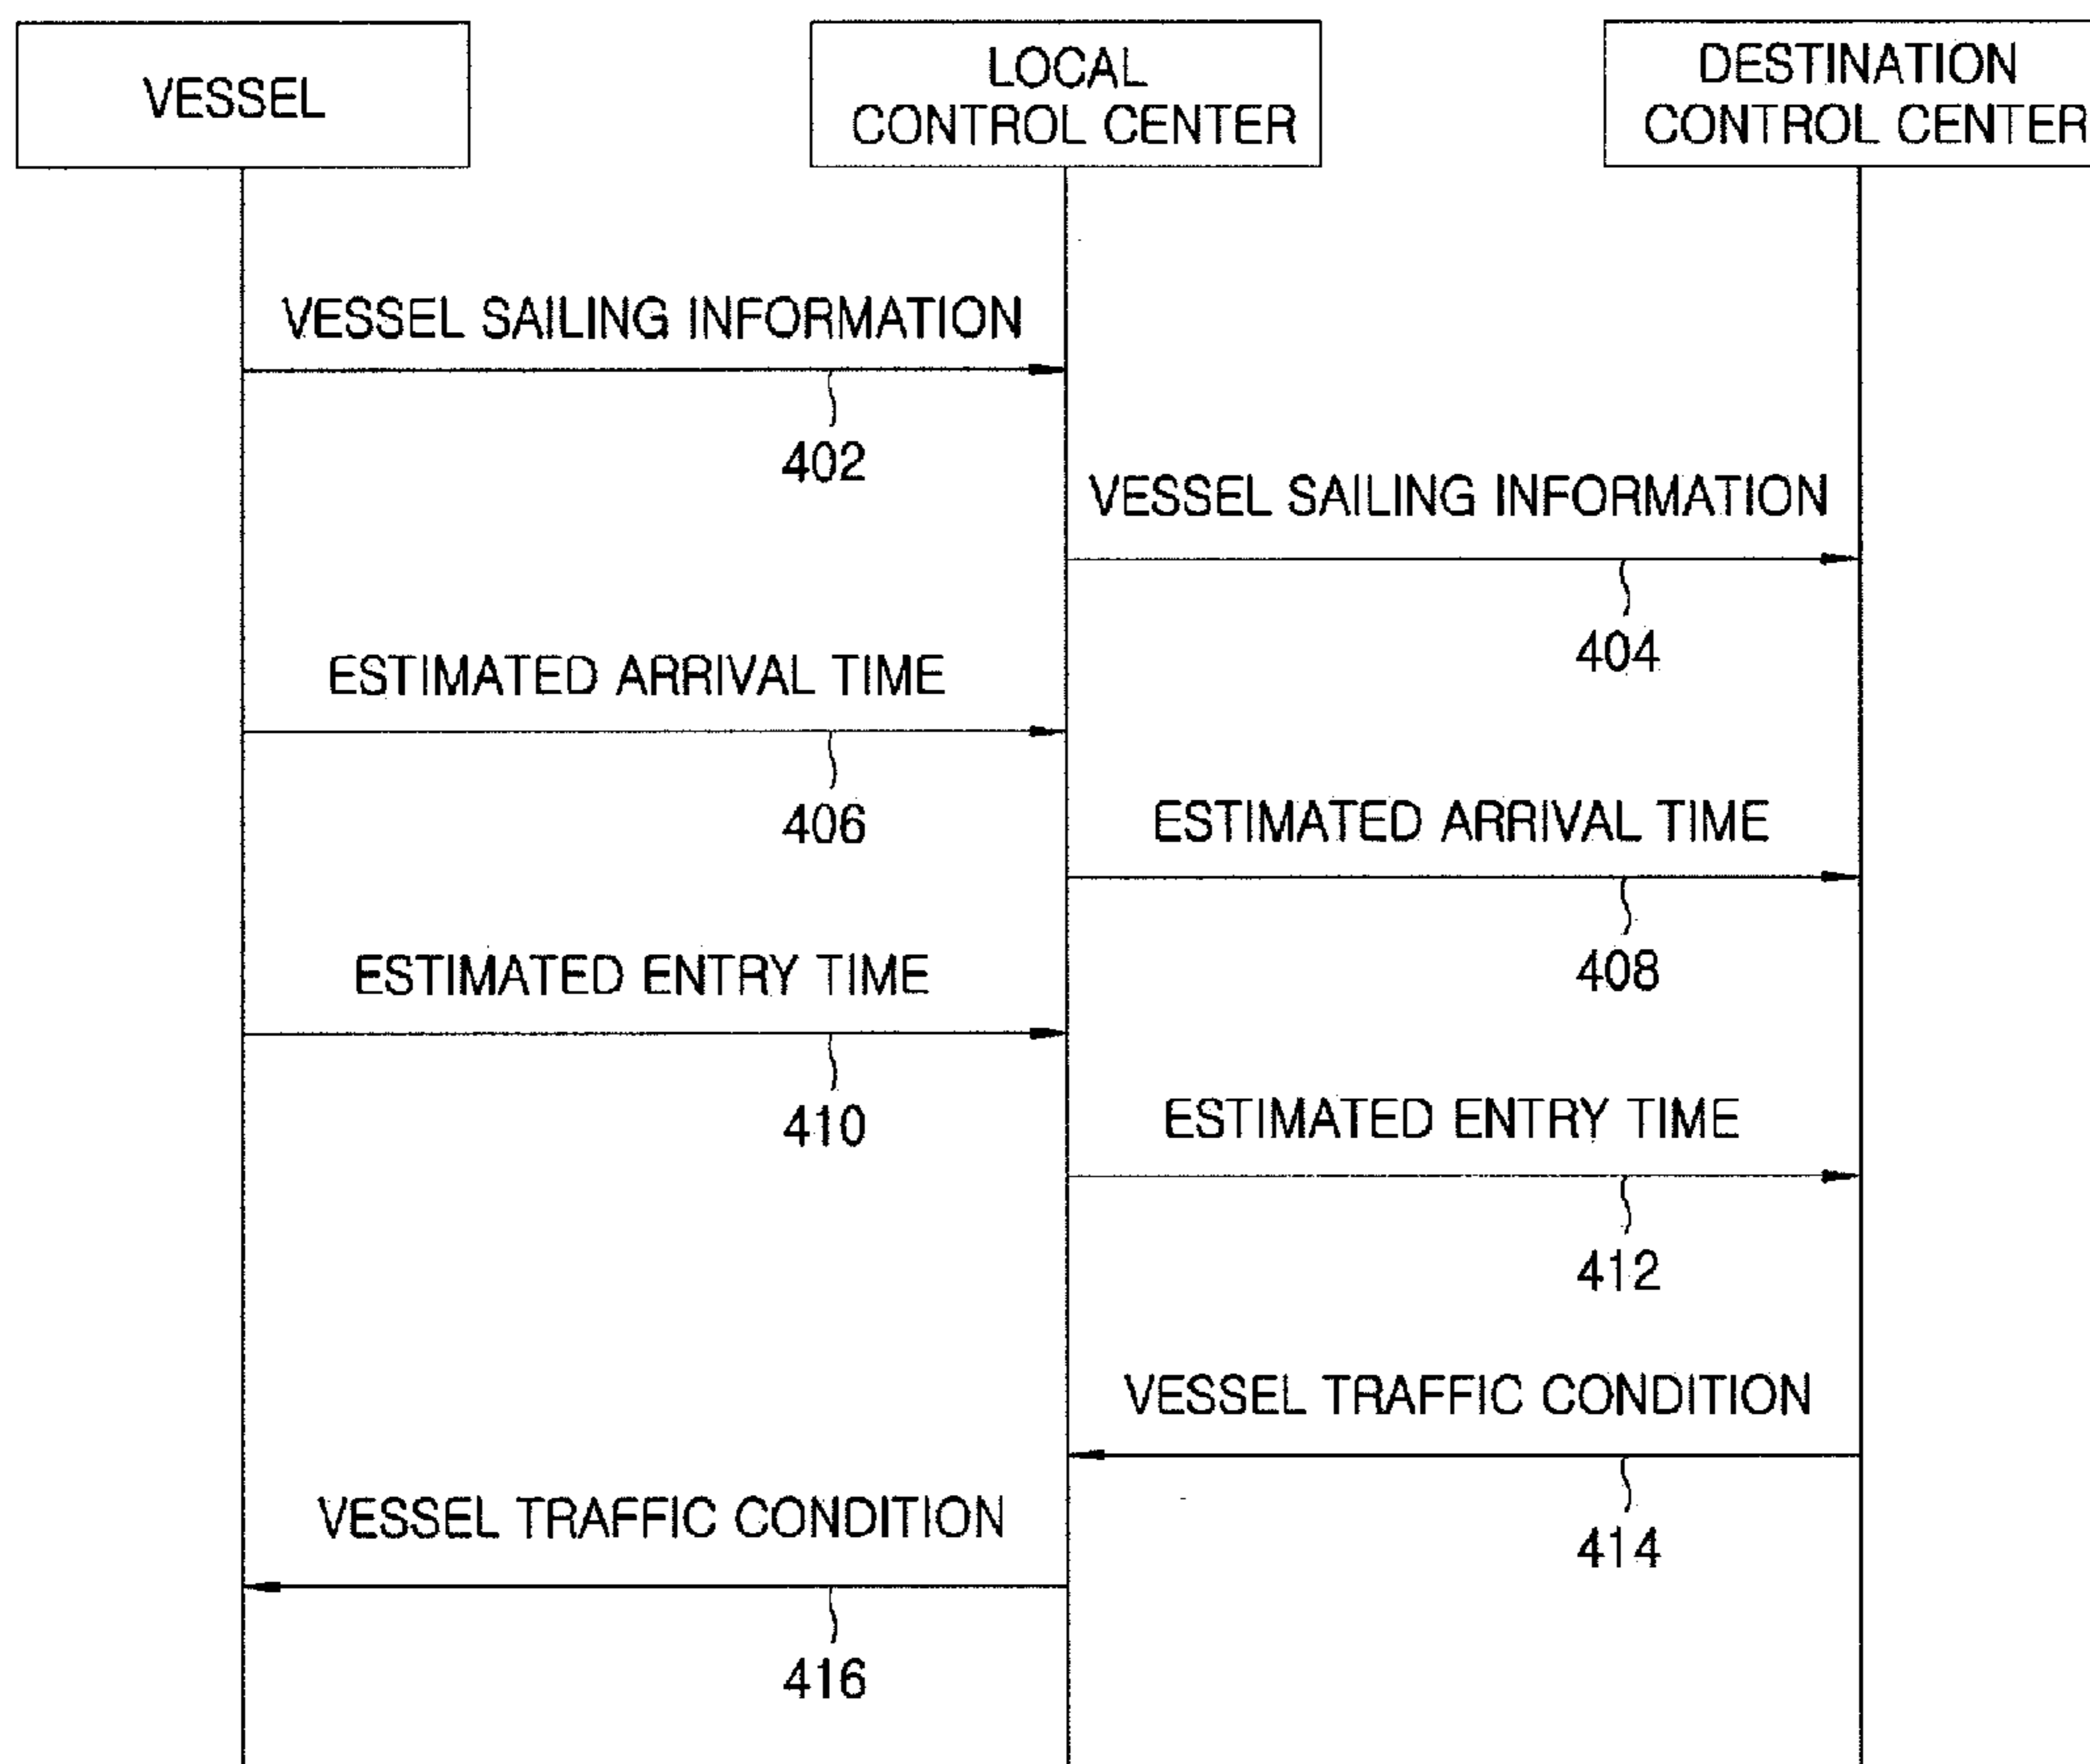 VESSEL
LOCAL
CONTROL CENTER
DESTINATION
CONTROL CENTER
VESSEL SAILING INFORMATION
402
VESSEL SAILING INFORMATION
404
ESTIMATED ARRIVAL TIME
406
ESTIMATED ARRIVAL TIME
408
ESTIMATED ENTRY TIME
410
ESTIMATED ENTRY TIME
412
VESSEL TRAFFIC CONDITION
414
VESSEL TRAFFIC CONDITION
416